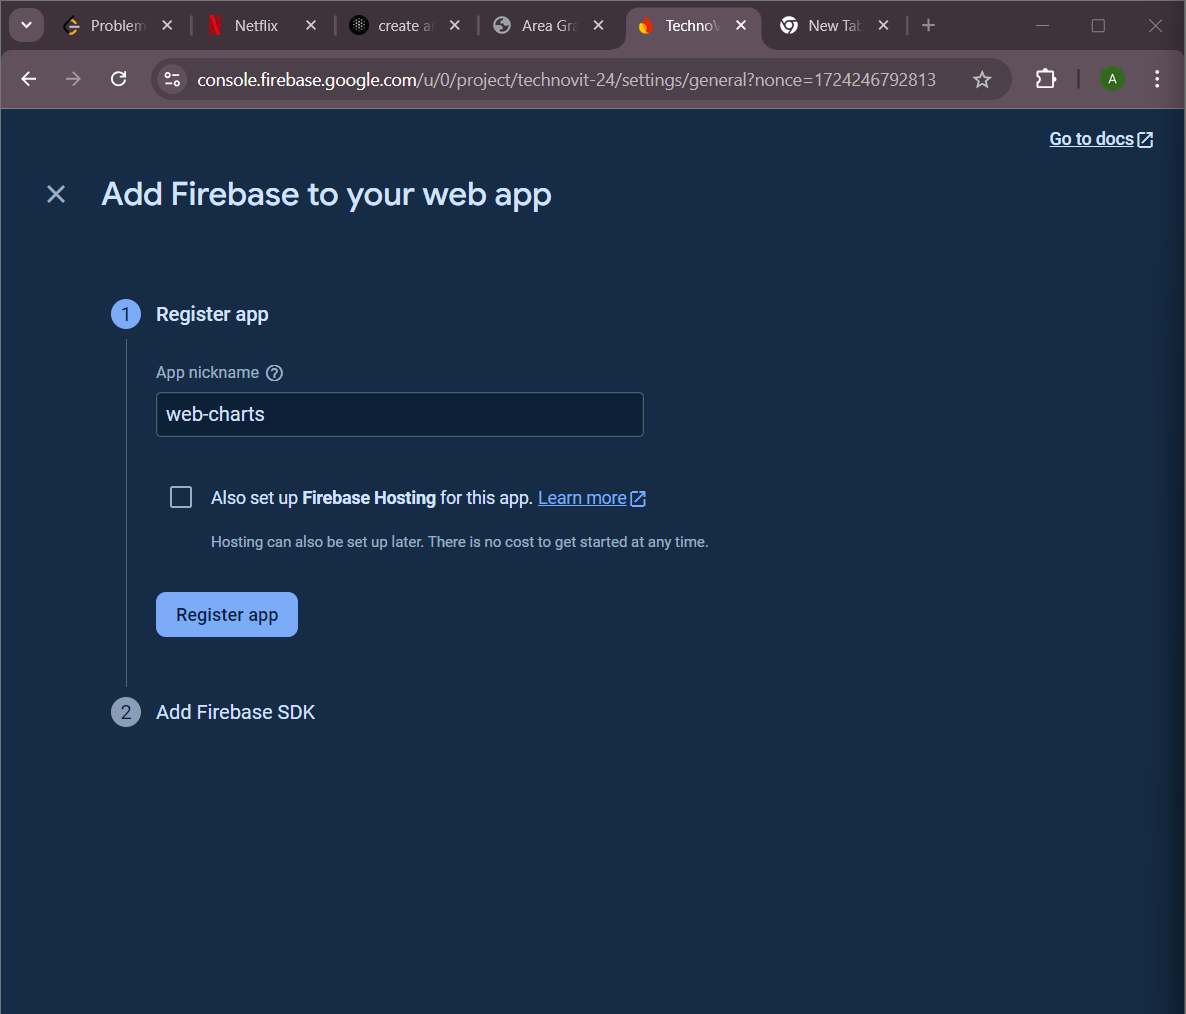 Problem
Netflix
create a
Area Gra
TechnoV
New Tab
console.firebase.google.com/u/0/project/technovit-24/settings/general?nonce=1724246792813
A
Go to docs
Add Firebase to your web app
1 Register app
App nickname ?
web-charts
Also set up Firebase Hosting for this app. Learn more
Hosting can also be set up later. There is no cost to get started at any time.
Register app
2 Add Firebase SDK